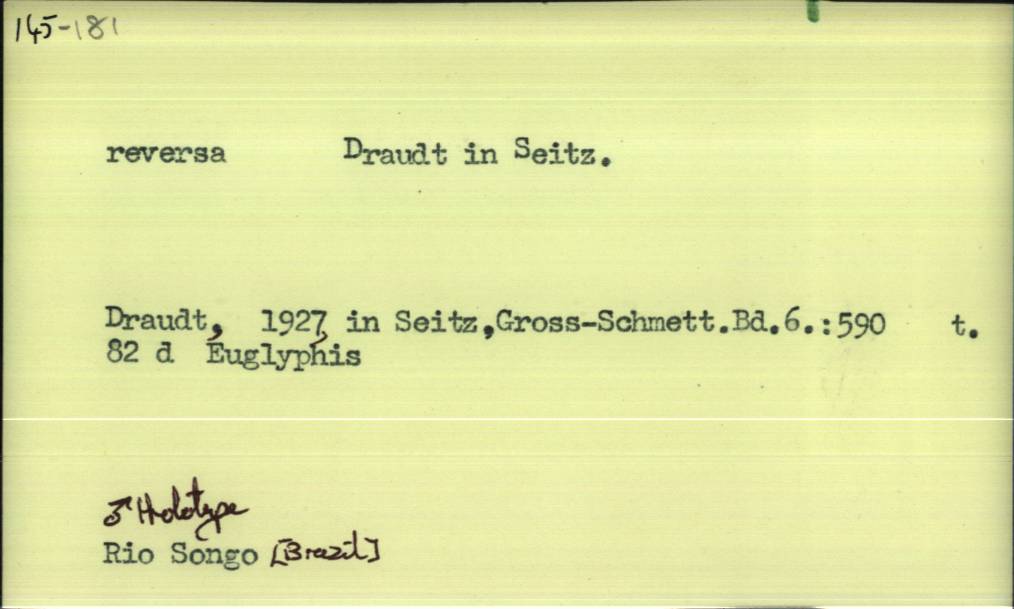 145-181
reversa Draudt in Seitz.
Draudt, 1927, in Seitz,Gross-Schmett.Bd.6.:590 t.
82 d Euglyphis
♂ Holotype
Rio Songo [Brazil]